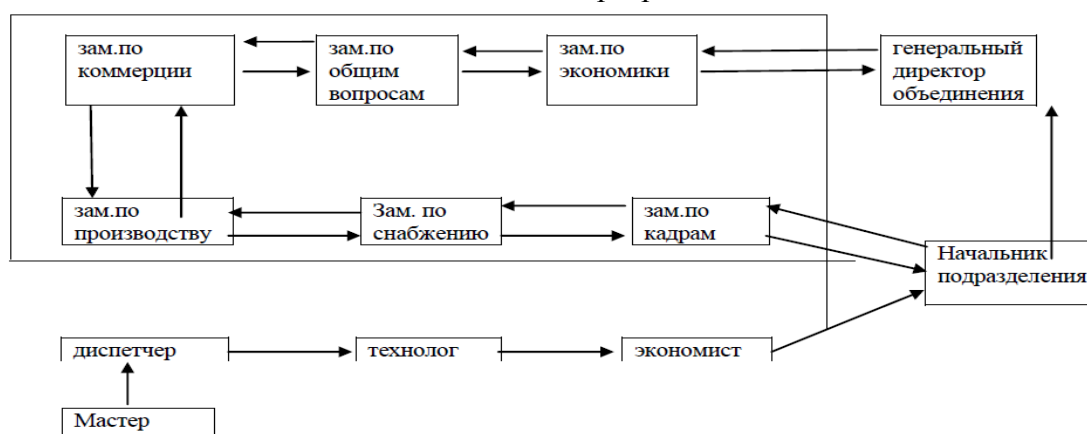 зам.по
коммерции
зам.по
общим
вопросам
зам.по
экономики
генеральный
директор
объединения
зам.по
производству
Зам. по
снабжению
зам.по
кадрам
Начальник
подразделения
диспетчер
технолог
экономист
Мастер